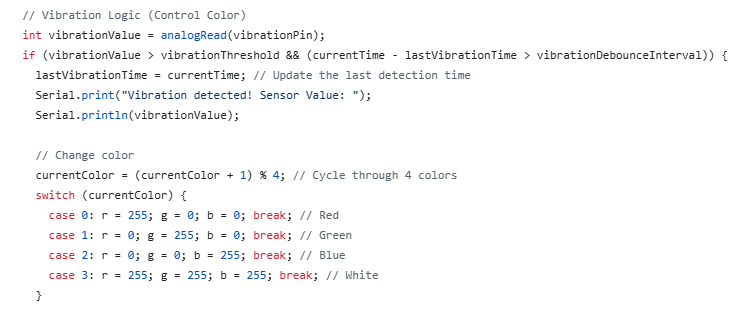 // Vibration Logic (Control Color)
int vibrationValue = analogRead(vibrationPin);
if (vibrationValue > vibrationThreshold && (currentTime - lastVibrationTime > vibrationDebounceInterval)) {
  lastVibrationTime = currentTime; // Update the last detection time
  Serial.print("Vibration detected! Sensor Value: ");
  Serial.println(vibrationValue);

  // Change color
  currentColor = (currentColor + 1) % 4; // Cycle through 4 colors
  switch (currentColor) {
    case 0: r = 255; g = 0; b = 0; break; // Red
    case 1: r = 0; g = 255; b = 0; break; // Green
    case 2: r = 0; g = 0; b = 255; break; // Blue
    case 3: r = 255; g = 255; b = 255; break; // White
  }